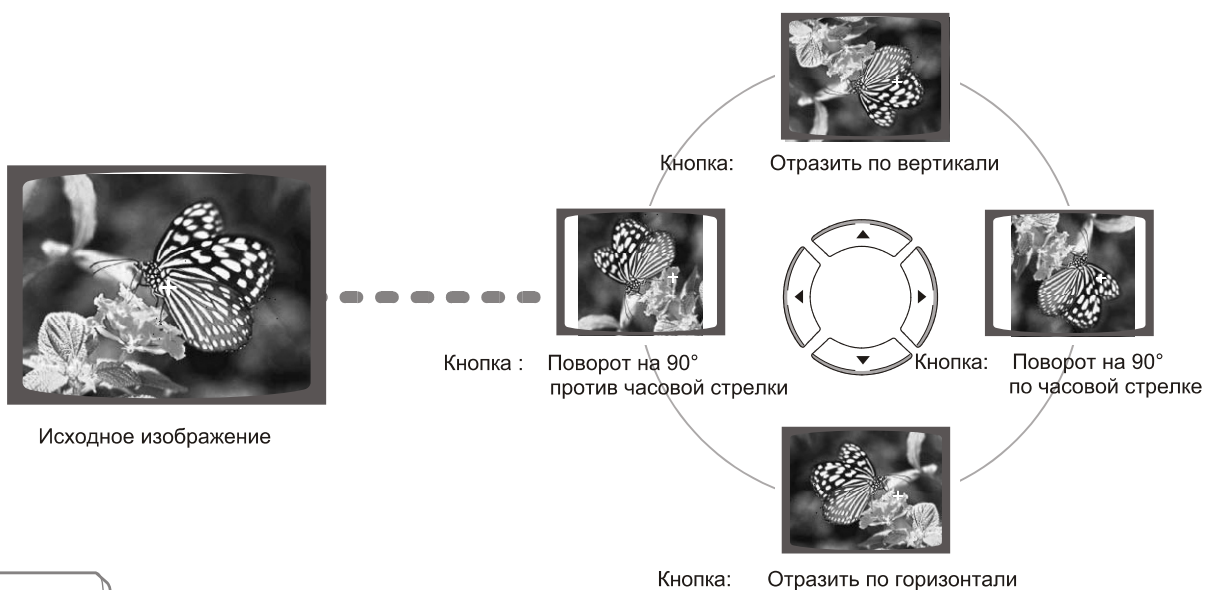 Кнопка: Отразить по вертикали
Кнопка : Поворот на 90°
против часовой стрелки
Кнопка: Поворот на 90°
по часовой стрелке
Исходное изображение
Кнопка: Отразить по горизонтали